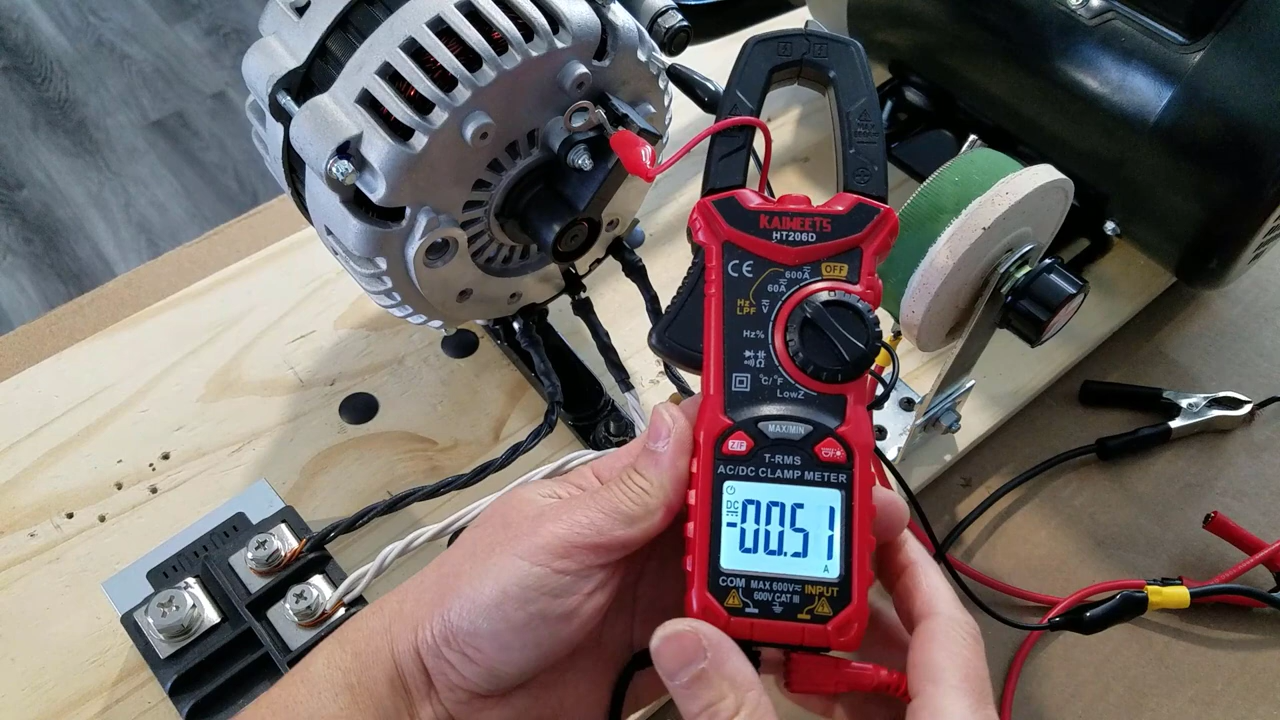 KAIWEETS
HT206D
CE
OFF
600A
60A
Hz
LPF
V
Hz%
Ω
°C/°F
LowZ
MAX/MIN
Z/F
T-RMS
AC/DC CLAMP METER
DC
-00.51
A
COM MAX 600V INPUT
600V CAT III